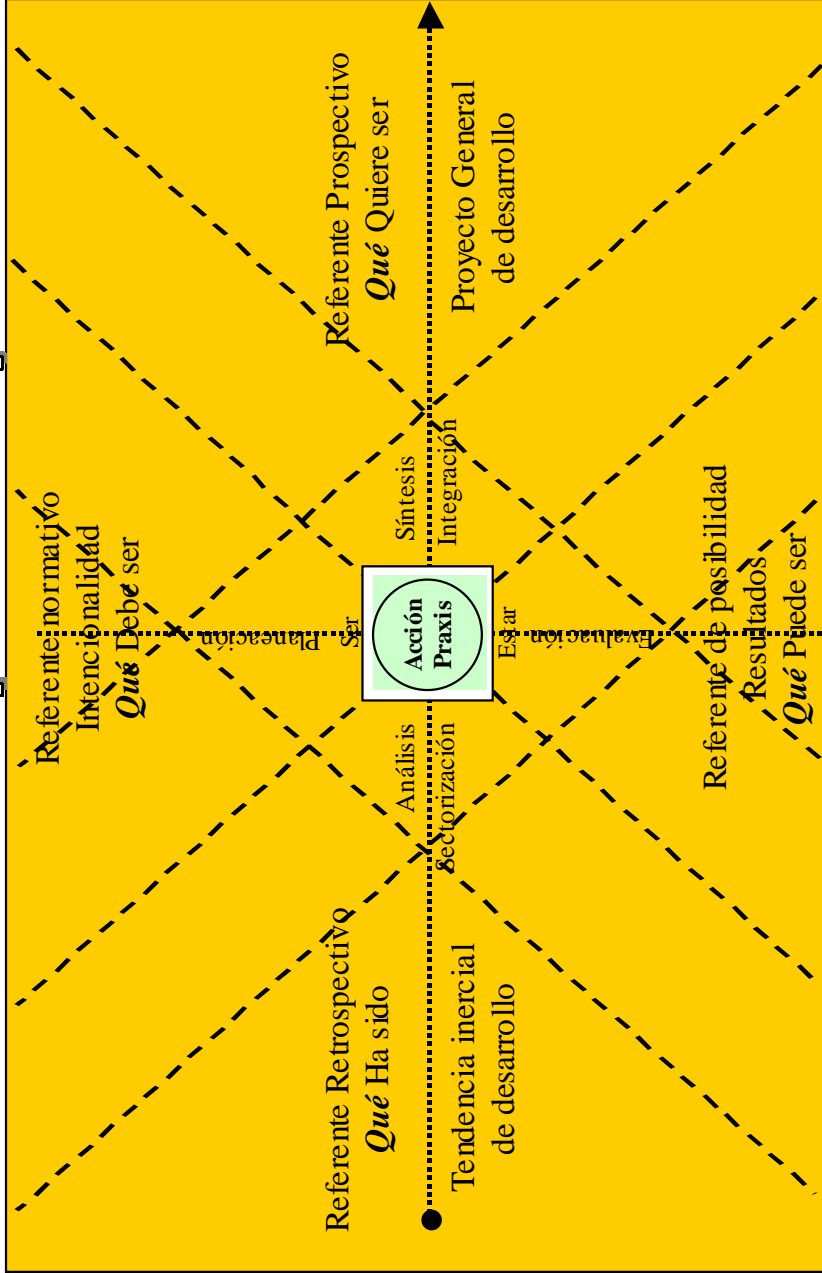 Referente normativo
Intencionalidad
Qué Debe ser
Planeación
Ser
Referente Retrospectivo
Qué Ha sido
Tendencia inercial
de desarrollo
Análisis
Sectorización
Acción
Praxis
Síntesis
Integración
Referente Prospectivo
Qué Quiere ser
Proyecto General
de desarrollo
Estar
Evaluación
Referente de posibilidad
Resultados
Qué Puede ser